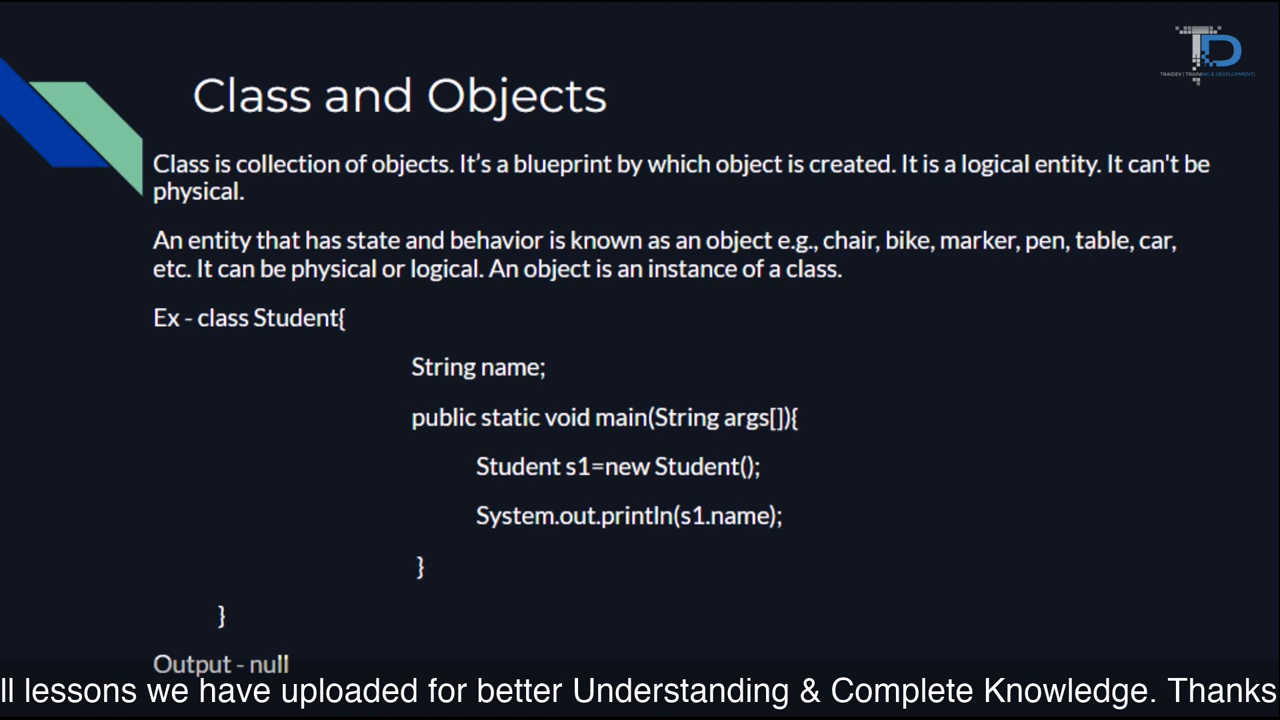 TRAIDEV | TRAINING & DEVELOPMENT
Class and Objects
Class is collection of objects. It's a blueprint by which object is created. It is a logical entity. It can't be
physical.
An entity that has state and behavior is known as an object e.g., chair, bike, marker, pen, table, car,
etc. It can be physical or logical. An object is an instance of a class.
Ex - class Student{
String name;
public static void main(String args[]){
Student s1=new Student();
System.out.println(s1.name);
}
}
Output - null
ll lessons we have uploaded for better Understanding & Complete Knowledge. Thanks